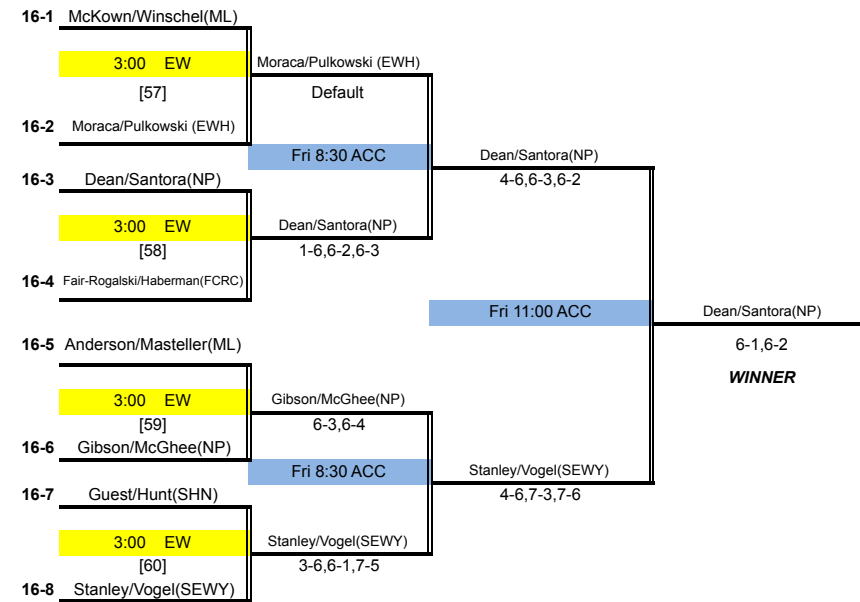 16-1 McKown/Winschel(ML)
3:00 EW
Moraca/Pulkowski (EWH)
[57]
Default
16-2 Moraca/Pulkowski (EWH)
Fri 8:30 ACC
Dean/Santora(NP)
16-3 Dean/Santora(NP)
4-6,6-3,6-2
3:00 EW
Dean/Santora(NP)
[58]
1-6,6-2,6-3
16-4 Fair-Rogalski/Haberman(FCRC)
Fri 11:00 ACC
Dean/Santora(NP)
16-5 Anderson/Masteller(ML)
6-1,6-2
WINNER
3:00 EW
Gibson/McGhee(NP)
[59]
6-3,6-4
16-6 Gibson/McGhee(NP)
Fri 8:30 ACC
Stanley/Vogel(SEWY)
16-7 Guest/Hunt(SHN)
4-6,7-3,7-6
3:00 EW
Stanley/Vogel(SEWY)
[60]
3-6,6-1,7-5
16-8 Stanley/Vogel(SEWY)